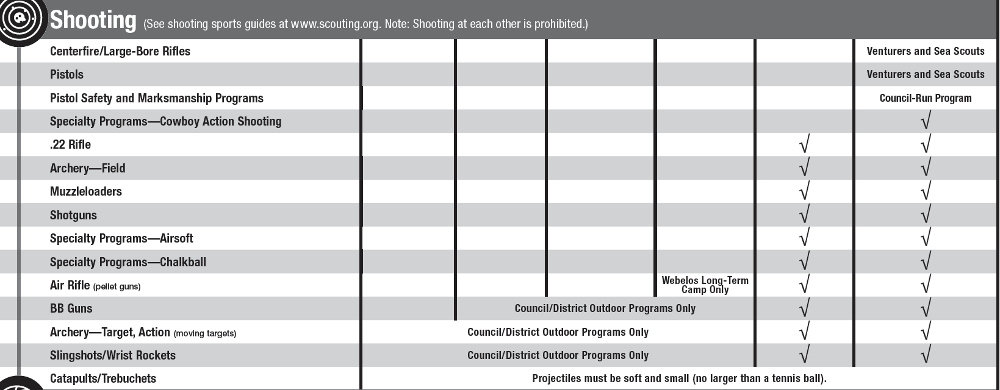 Shooting (See shooting sports guides at www.scouting.org. Note: Shooting at each other is prohibited.)
Centerfire/Large-Bore Rifles Venturers and Sea Scouts
Pistols Venturers and Sea Scouts
Pistol Safety and Marksmanship Programs Council-Run Program
Specialty Programs—Cowboy Action Shooting √
.22 Rifle √ √
Archery—Field √ √
Muzzleloaders √ √
Shotguns √ √
Specialty Programs—Airsoft √ √
Specialty Programs—Chalkball √ √
Air Rifle (pellet guns) Webelos Long-Term Camp Only √ √
BB Guns Council/District Outdoor Programs Only √ √
Archery—Target, Action (moving targets) Council/District Outdoor Programs Only √ √
Slingshots/Wrist Rockets Council/District Outdoor Programs Only √ √
Catapults/Trebuchets Projectiles must be soft and small (no larger than a tennis ball).